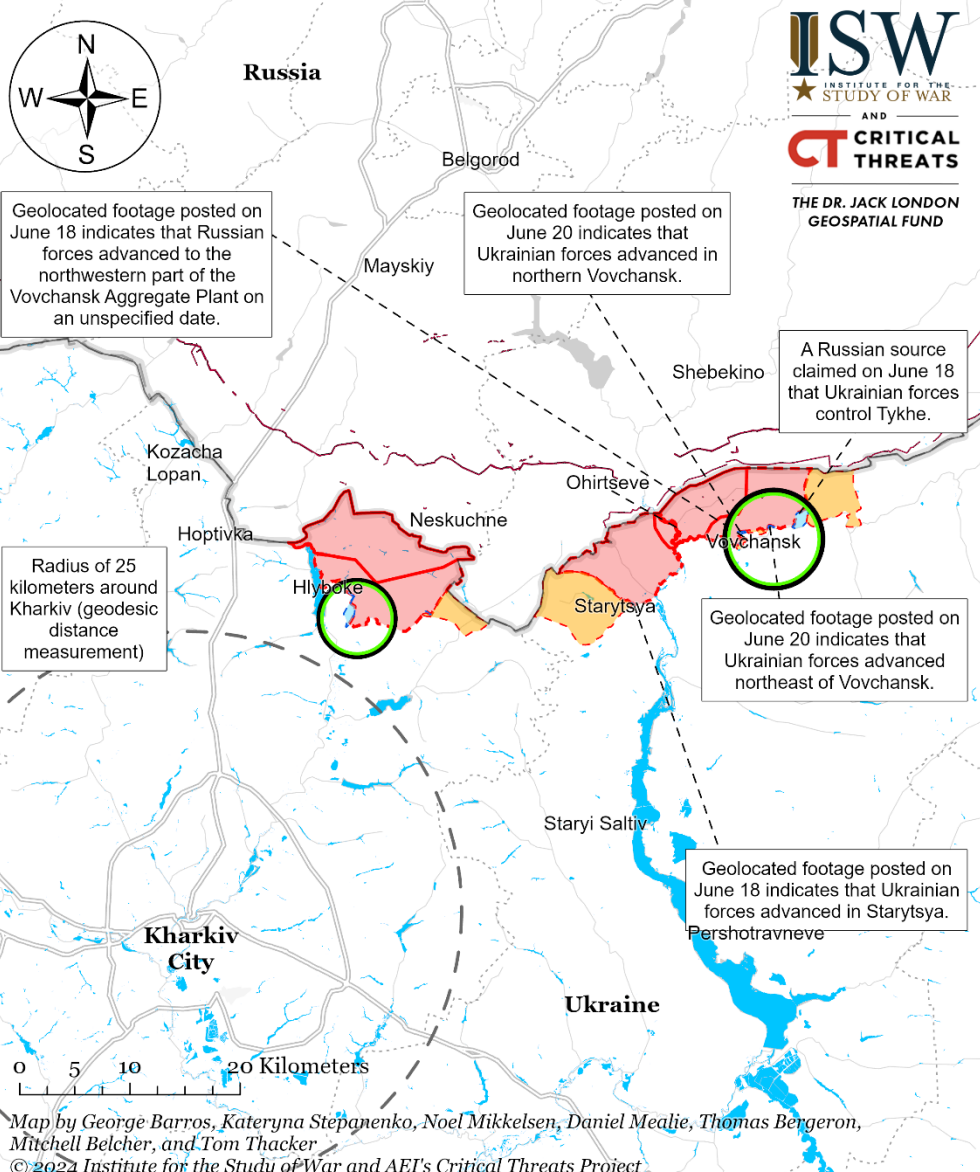 N
W
E
S
Russia
ISW
INSTITUTE FOR THE
STUDY OF WAR
AND
CT CRITICAL
THREATS
THE DR. JACK LONDON
GEOSPATIAL FUND
Belgorod
Geolocated footage posted on
June 18 indicates that Russian
forces advanced to the
northwestern part of the
Vovchansk Aggregate Plant on
an unspecified date.
Geolocated footage posted on
June 20 indicates that
Ukrainian forces advanced in
northern Vovchansk.
Mayskiy
A Russian source
claimed on June 18
that Ukrainian forces
control Tykhe.
Shebekino
Kozacha
Lopan
Ohirtseve
Neskuchne
Hoptivka
Vovchansk
Radius of 25
kilometers around
Kharkiv (geodesic
distance
measurement)
Hlyboke
Starytsya
Geolocated footage posted on
June 20 indicates that
Ukrainian forces advanced
northeast of Vovchansk.
Staryi Saltiv
Geolocated footage posted on
June 18 indicates that Ukrainian
forces advanced in Starytsya.
Pershotravneve
Kharkiv
City
Ukraine
0 5 10 20 Kilometers
Map by George Barros, Kateryna Stepanenko, Noel Mikkelsen, Daniel Mealie, Thomas Bergeron,
Mitchell Belcher, and Tom Thacker
© 2024 Institute for the Study of War and AEI's Critical Threats Project